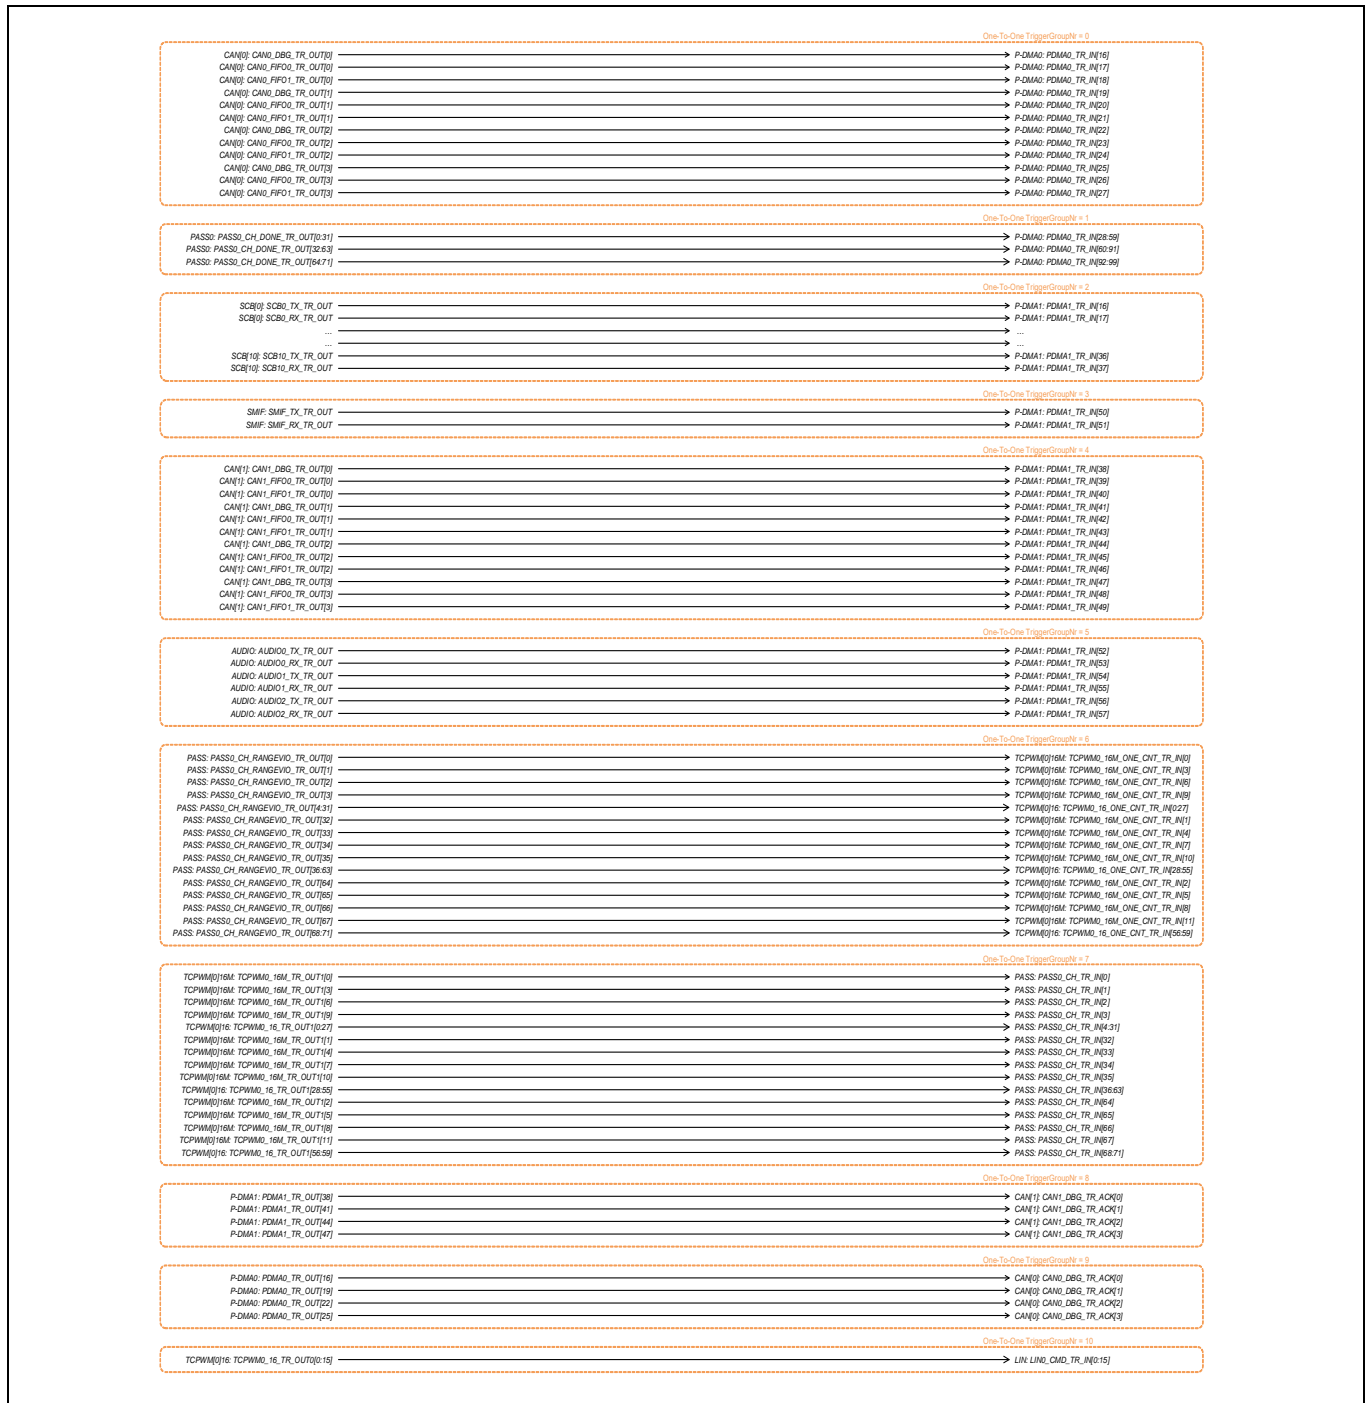 One-To-One TriggerGroupNr = 0
CAN[0]: CAN0_DBG_TR_OUT[0] P-DMA0: PDMA0_TR_IN[16]
CAN[0]: CAN0_FIFO0_TR_OUT[0] P-DMA0: PDMA0_TR_IN[17]
CAN[0]: CAN0_FIFO1_TR_OUT[0] P-DMA0: PDMA0_TR_IN[18]
CAN[0]: CAN0_DBG_TR_OUT[1] P-DMA0: PDMA0_TR_IN[19]
CAN[0]: CAN0_FIFO0_TR_OUT[1] P-DMA0: PDMA0_TR_IN[20]
CAN[0]: CAN0_FIFO1_TR_OUT[1] P-DMA0: PDMA0_TR_IN[21]
CAN[0]: CAN0_DBG_TR_OUT[2] P-DMA0: PDMA0_TR_IN[22]
CAN[0]: CAN0_FIFO0_TR_OUT[2] P-DMA0: PDMA0_TR_IN[23]
CAN[0]: CAN0_FIFO1_TR_OUT[2] P-DMA0: PDMA0_TR_IN[24]
CAN[0]: CAN0_DBG_TR_OUT[3] P-DMA0: PDMA0_TR_IN[25]
CAN[0]: CAN0_FIFO0_TR_OUT[3] P-DMA0: PDMA0_TR_IN[26]
CAN[0]: CAN0_FIFO1_TR_OUT[3] P-DMA0: PDMA0_TR_IN[27]
One-To-One TriggerGroupNr = 1
PASS0: PASS0_CH_DONE_TR_OUT[0:31] P-DMA0: PDMA0_TR_IN[28:59]
PASS0: PASS0_CH_DONE_TR_OUT[32:63] P-DMA0: PDMA0_TR_IN[60:91]
PASS0: PASS0_CH_DONE_TR_OUT[64:71] P-DMA0: PDMA0_TR_IN[92:99]
One-To-One TriggerGroupNr = 2
SCB[0]: SCB0_TX_TR_OUT P-DMA1: PDMA1_TR_IN[16]
SCB[0]: SCB0_RX_TR_OUT P-DMA1: PDMA1_TR_IN[17]
... ...
... ...
SCB[10]: SCB10_TX_TR_OUT P-DMA1: PDMA1_TR_IN[36]
SCB[10]: SCB10_RX_TR_OUT P-DMA1: PDMA1_TR_IN[37]
One-To-One TriggerGroupNr = 3
SMIF: SMIF_TX_TR_OUT P-DMA1: PDMA1_TR_IN[50]
SMIF: SMIF_RX_TR_OUT P-DMA1: PDMA1_TR_IN[51]
One-To-One TriggerGroupNr = 4
CAN[1]: CAN1_DBG_TR_OUT[0] P-DMA1: PDMA1_TR_IN[38]
CAN[1]: CAN1_FIFO0_TR_OUT[0] P-DMA1: PDMA1_TR_IN[39]
CAN[1]: CAN1_FIFO1_TR_OUT[0] P-DMA1: PDMA1_TR_IN[40]
CAN[1]: CAN1_DBG_TR_OUT[1] P-DMA1: PDMA1_TR_IN[41]
CAN[1]: CAN1_FIFO0_TR_OUT[1] P-DMA1: PDMA1_TR_IN[42]
CAN[1]: CAN1_FIFO1_TR_OUT[1] P-DMA1: PDMA1_TR_IN[43]
CAN[1]: CAN1_DBG_TR_OUT[2] P-DMA1: PDMA1_TR_IN[44]
CAN[1]: CAN1_FIFO0_TR_OUT[2] P-DMA1: PDMA1_TR_IN[45]
CAN[1]: CAN1_FIFO1_TR_OUT[2] P-DMA1: PDMA1_TR_IN[46]
CAN[1]: CAN1_DBG_TR_OUT[3] P-DMA1: PDMA1_TR_IN[47]
CAN[1]: CAN1_FIFO0_TR_OUT[3] P-DMA1: PDMA1_TR_IN[48]
CAN[1]: CAN1_FIFO1_TR_OUT[3] P-DMA1: PDMA1_TR_IN[49]
One-To-One TriggerGroupNr = 5
AUDIO: AUDIO0_TX_TR_OUT P-DMA1: PDMA1_TR_IN[52]
AUDIO: AUDIO0_RX_TR_OUT P-DMA1: PDMA1_TR_IN[53]
AUDIO: AUDIO1_TX_TR_OUT P-DMA1: PDMA1_TR_IN[54]
AUDIO: AUDIO1_RX_TR_OUT P-DMA1: PDMA1_TR_IN[55]
AUDIO: AUDIO2_TX_TR_OUT P-DMA1: PDMA1_TR_IN[56]
AUDIO: AUDIO2_RX_TR_OUT P-DMA1: PDMA1_TR_IN[57]
One-To-One TriggerGroupNr = 6
PASS: PASS0_CH_RANGEVIO_TR_OUT[0] TCPWM[0]16M: TCPWM0_16M_ONE_CNT_TR_IN[0]
PASS: PASS0_CH_RANGEVIO_TR_OUT[1] TCPWM[0]16M: TCPWM0_16M_ONE_CNT_TR_IN[3]
PASS: PASS0_CH_RANGEVIO_TR_OUT[2] TCPWM[0]16M: TCPWM0_16M_ONE_CNT_TR_IN[6]
PASS: PASS0_CH_RANGEVIO_TR_OUT[3] TCPWM[0]16M: TCPWM0_16M_ONE_CNT_TR_IN[9]
PASS: PASS0_CH_RANGEVIO_TR_OUT[4:31] TCPWM[0]16: TCPWM0_16_ONE_CNT_TR_IN[0:27]
PASS: PASS0_CH_RANGEVIO_TR_OUT[32] TCPWM[0]16M: TCPWM0_16M_ONE_CNT_TR_IN[1]
PASS: PASS0_CH_RANGEVIO_TR_OUT[33] TCPWM[0]16M: TCPWM0_16M_ONE_CNT_TR_IN[4]
PASS: PASS0_CH_RANGEVIO_TR_OUT[34] TCPWM[0]16M: TCPWM0_16M_ONE_CNT_TR_IN[7]
PASS: PASS0_CH_RANGEVIO_TR_OUT[35] TCPWM[0]16M: TCPWM0_16M_ONE_CNT_TR_IN[10]
PASS: PASS0_CH_RANGEVIO_TR_OUT[36:63] TCPWM[0]16: TCPWM0_16_ONE_CNT_TR_IN[28:55]
PASS: PASS0_CH_RANGEVIO_TR_OUT[64] TCPWM[0]16M: TCPWM0_16M_ONE_CNT_TR_IN[2]
PASS: PASS0_CH_RANGEVIO_TR_OUT[65] TCPWM[0]16M: TCPWM0_16M_ONE_CNT_TR_IN[5]
PASS: PASS0_CH_RANGEVIO_TR_OUT[66] TCPWM[0]16M: TCPWM0_16M_ONE_CNT_TR_IN[8]
PASS: PASS0_CH_RANGEVIO_TR_OUT[67] TCPWM[0]16M: TCPWM0_16M_ONE_CNT_TR_IN[11]
PASS: PASS0_CH_RANGEVIO_TR_OUT[68:71] TCPWM[0]16: TCPWM0_16_ONE_CNT_TR_IN[56:59]
One-To-One TriggerGroupNr = 7
TCPWM[0]16M: TCPWM0_16M_TR_OUT1[0] PASS: PASS0_CH_TR_IN[0]
TCPWM[0]16M: TCPWM0_16M_TR_OUT1[3] PASS: PASS0_CH_TR_IN[1]
TCPWM[0]16M: TCPWM0_16M_TR_OUT1[6] PASS: PASS0_CH_TR_IN[2]
TCPWM[0]16M: TCPWM0_16M_TR_OUT1[9] PASS: PASS0_CH_TR_IN[3]
TCPWM[0]16: TCPWM0_16_TR_OUT1[0:27] PASS: PASS0_CH_TR_IN[4:31]
TCPWM[0]16M: TCPWM0_16M_TR_OUT1[1] PASS: PASS0_CH_TR_IN[32]
TCPWM[0]16M: TCPWM0_16M_TR_OUT1[4] PASS: PASS0_CH_TR_IN[33]
TCPWM[0]16M: TCPWM0_16M_TR_OUT1[7] PASS: PASS0_CH_TR_IN[34]
TCPWM[0]16M: TCPWM0_16M_TR_OUT1[10] PASS: PASS0_CH_TR_IN[35]
TCPWM[0]16: TCPWM0_16_TR_OUT1[28:55] PASS: PASS0_CH_TR_IN[36:63]
TCPWM[0]16M: TCPWM0_16M_TR_OUT1[2] PASS: PASS0_CH_TR_IN[64]
TCPWM[0]16M: TCPWM0_16M_TR_OUT1[5] PASS: PASS0_CH_TR_IN[65]
TCPWM[0]16M: TCPWM0_16M_TR_OUT1[8] PASS: PASS0_CH_TR_IN[66]
TCPWM[0]16M: TCPWM0_16M_TR_OUT1[11] PASS: PASS0_CH_TR_IN[67]
TCPWM[0]16: TCPWM0_16_TR_OUT1[56:59] PASS: PASS0_CH_TR_IN[68:71]
One-To-One TriggerGroupNr = 8
P-DMA1: PDMA1_TR_OUT[38] CAN[1]: CAN1_DBG_TR_ACK[0]
P-DMA1: PDMA1_TR_OUT[41] CAN[1]: CAN1_DBG_TR_ACK[1]
P-DMA1: PDMA1_TR_OUT[44] CAN[1]: CAN1_DBG_TR_ACK[2]
P-DMA1: PDMA1_TR_OUT[47] CAN[1]: CAN1_DBG_TR_ACK[3]
One-To-One TriggerGroupNr = 9
P-DMA0: PDMA0_TR_OUT[16] CAN[0]: CAN0_DBG_TR_ACK[0]
P-DMA0: PDMA0_TR_OUT[19] CAN[0]: CAN0_DBG_TR_ACK[1]
P-DMA0: PDMA0_TR_OUT[22] CAN[0]: CAN0_DBG_TR_ACK[2]
P-DMA0: PDMA0_TR_OUT[25] CAN[0]: CAN0_DBG_TR_ACK[3]
One-To-One TriggerGroupNr = 10
TCPWM[0]16: TCPWM0_16_TR_OUT0[0:15] LIN: LIN0_CMD_TR_IN[0:15]